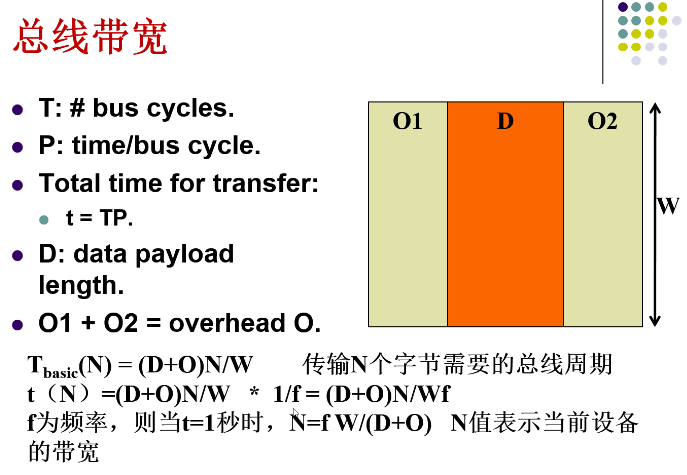 总线带宽
T: # bus cycles.
P: time/bus cycle.
Total time for transfer:
t = TP.
D: data payload
length.
O1 + O2 = overhead O.
O1 D O2
W
Tbasic(N) = (D+O)N/W 传输N个字节需要的总线周期
t（N）=(D+O)N/W * 1/f = (D+O)N/Wf
f为频率，则当t=1秒时，N=f W/(D+O) N值表示当前设备
的带宽